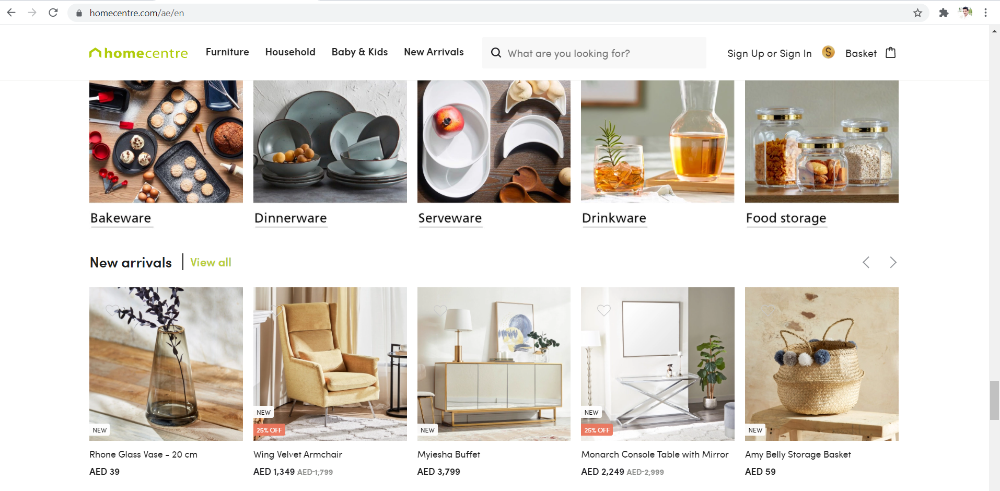 homecentre.com/ae/en
homecentre
Furniture
Household
Baby & Kids
New Arrivals
What are you looking for?
Sign Up or Sign In
S
Basket
Bakeware
Dinnerware
Serveware
Drinkware
Food storage
New arrivals
View all
NEW
NEW
25% OFF
NEW
NEW
25% OFF
NEW
Rhone Glass Vase - 20 cm
AED 39
Wing Velvet Armchair
AED 1,349 AED 1,799
Myiesha Buffet
AED 3,799
Monarch Console Table with Mirror
AED 2,249 AED 2,999
Amy Belly Storage Basket
AED 59